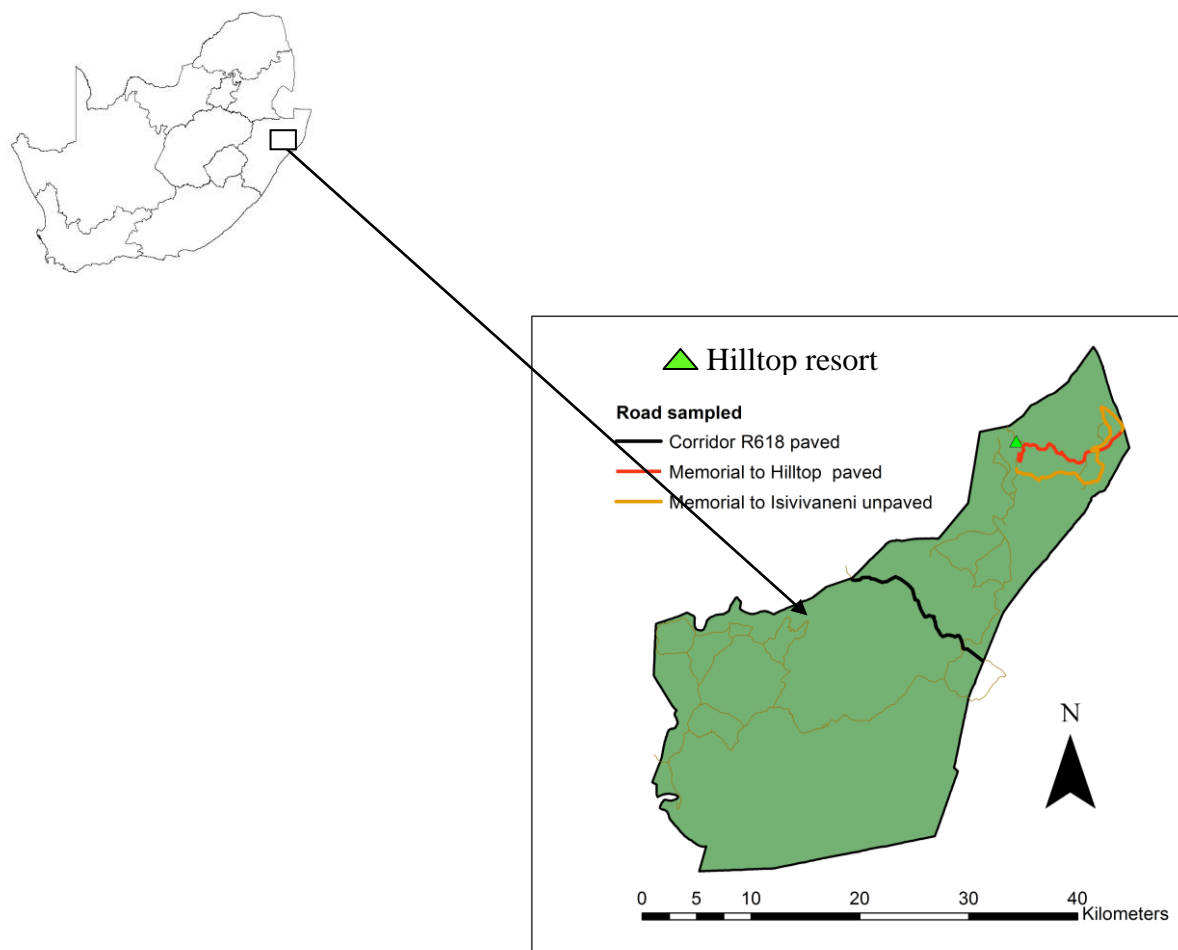 Hilltop resort
Road sampled
Corridor R618 paved
Memorial to Hilltop paved
Memorial to Isivivaneni unpaved
N
0 5 10 20 30 40
Kilometers